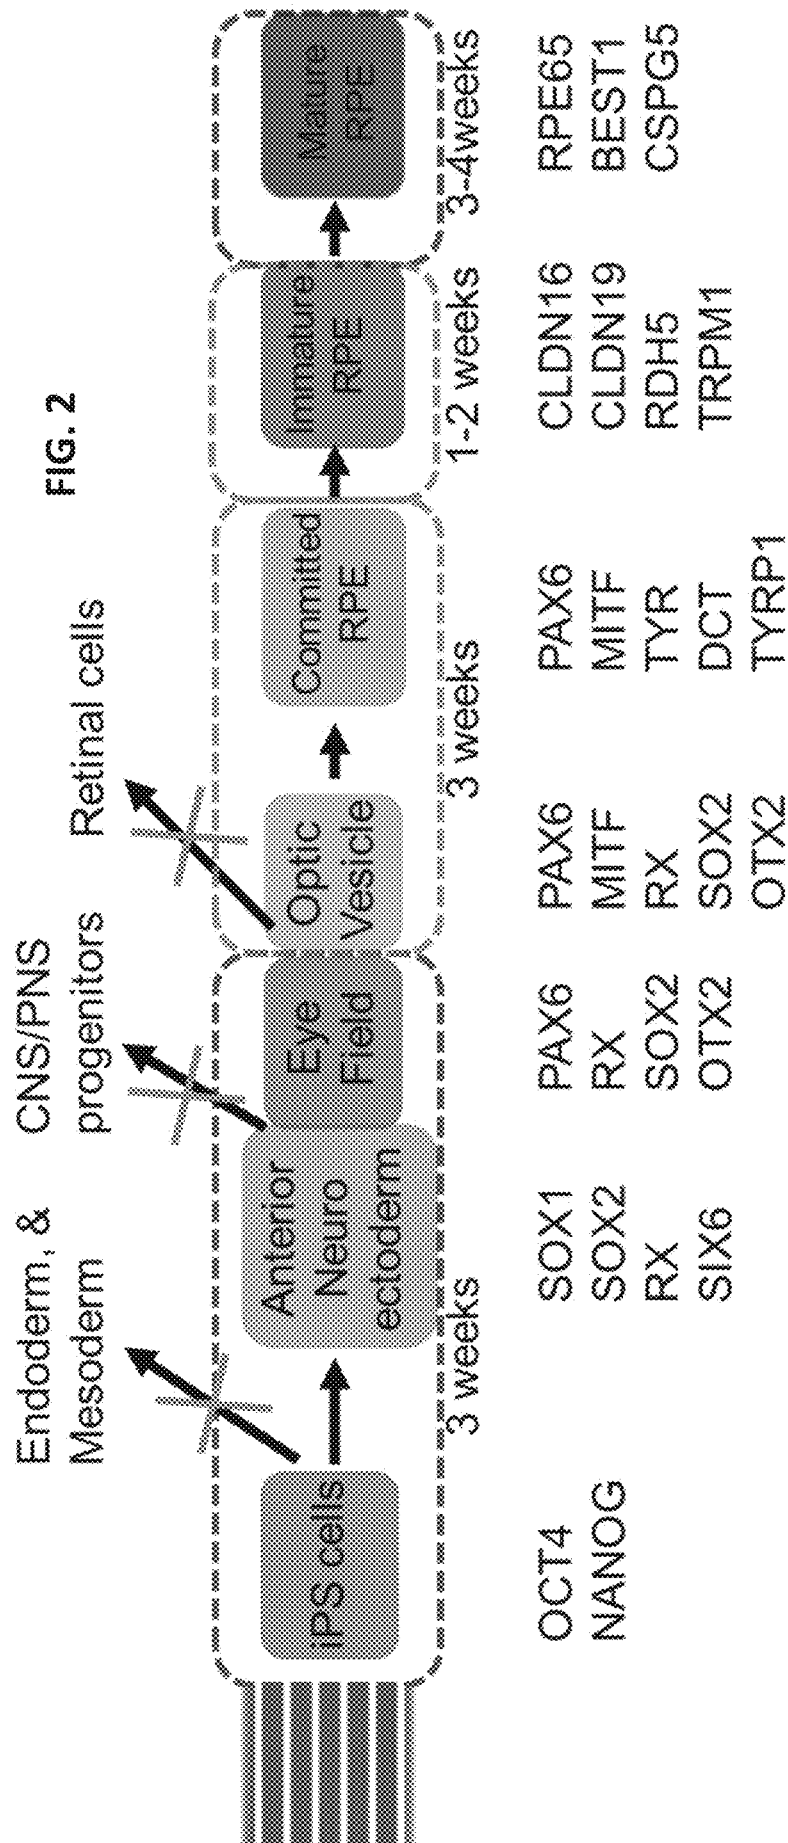 FIG. 2
Endoderm, &
Mesoderm
CNS/PNS
progenitors
Retinal cells
iPS cells
Anterior
Neuro
ectoderm
Eye
Field
Optic
Vesicle
Committed
RPE
Immature
RPE
Mature
RPE
3 weeks
3 weeks
1-2 weeks
3-4weeks
OCT4
NANOG
SOX1
SOX2
RX
SIX6
PAX6
RX
SOX2
OTX2
PAX6
MITF
RX
SOX2
OTX2
PAX6
MITF
TYR
DCT
TYRP1
CLDN16
CLDN19
RDH5
TRPM1
RPE65
BEST1
CSPG5